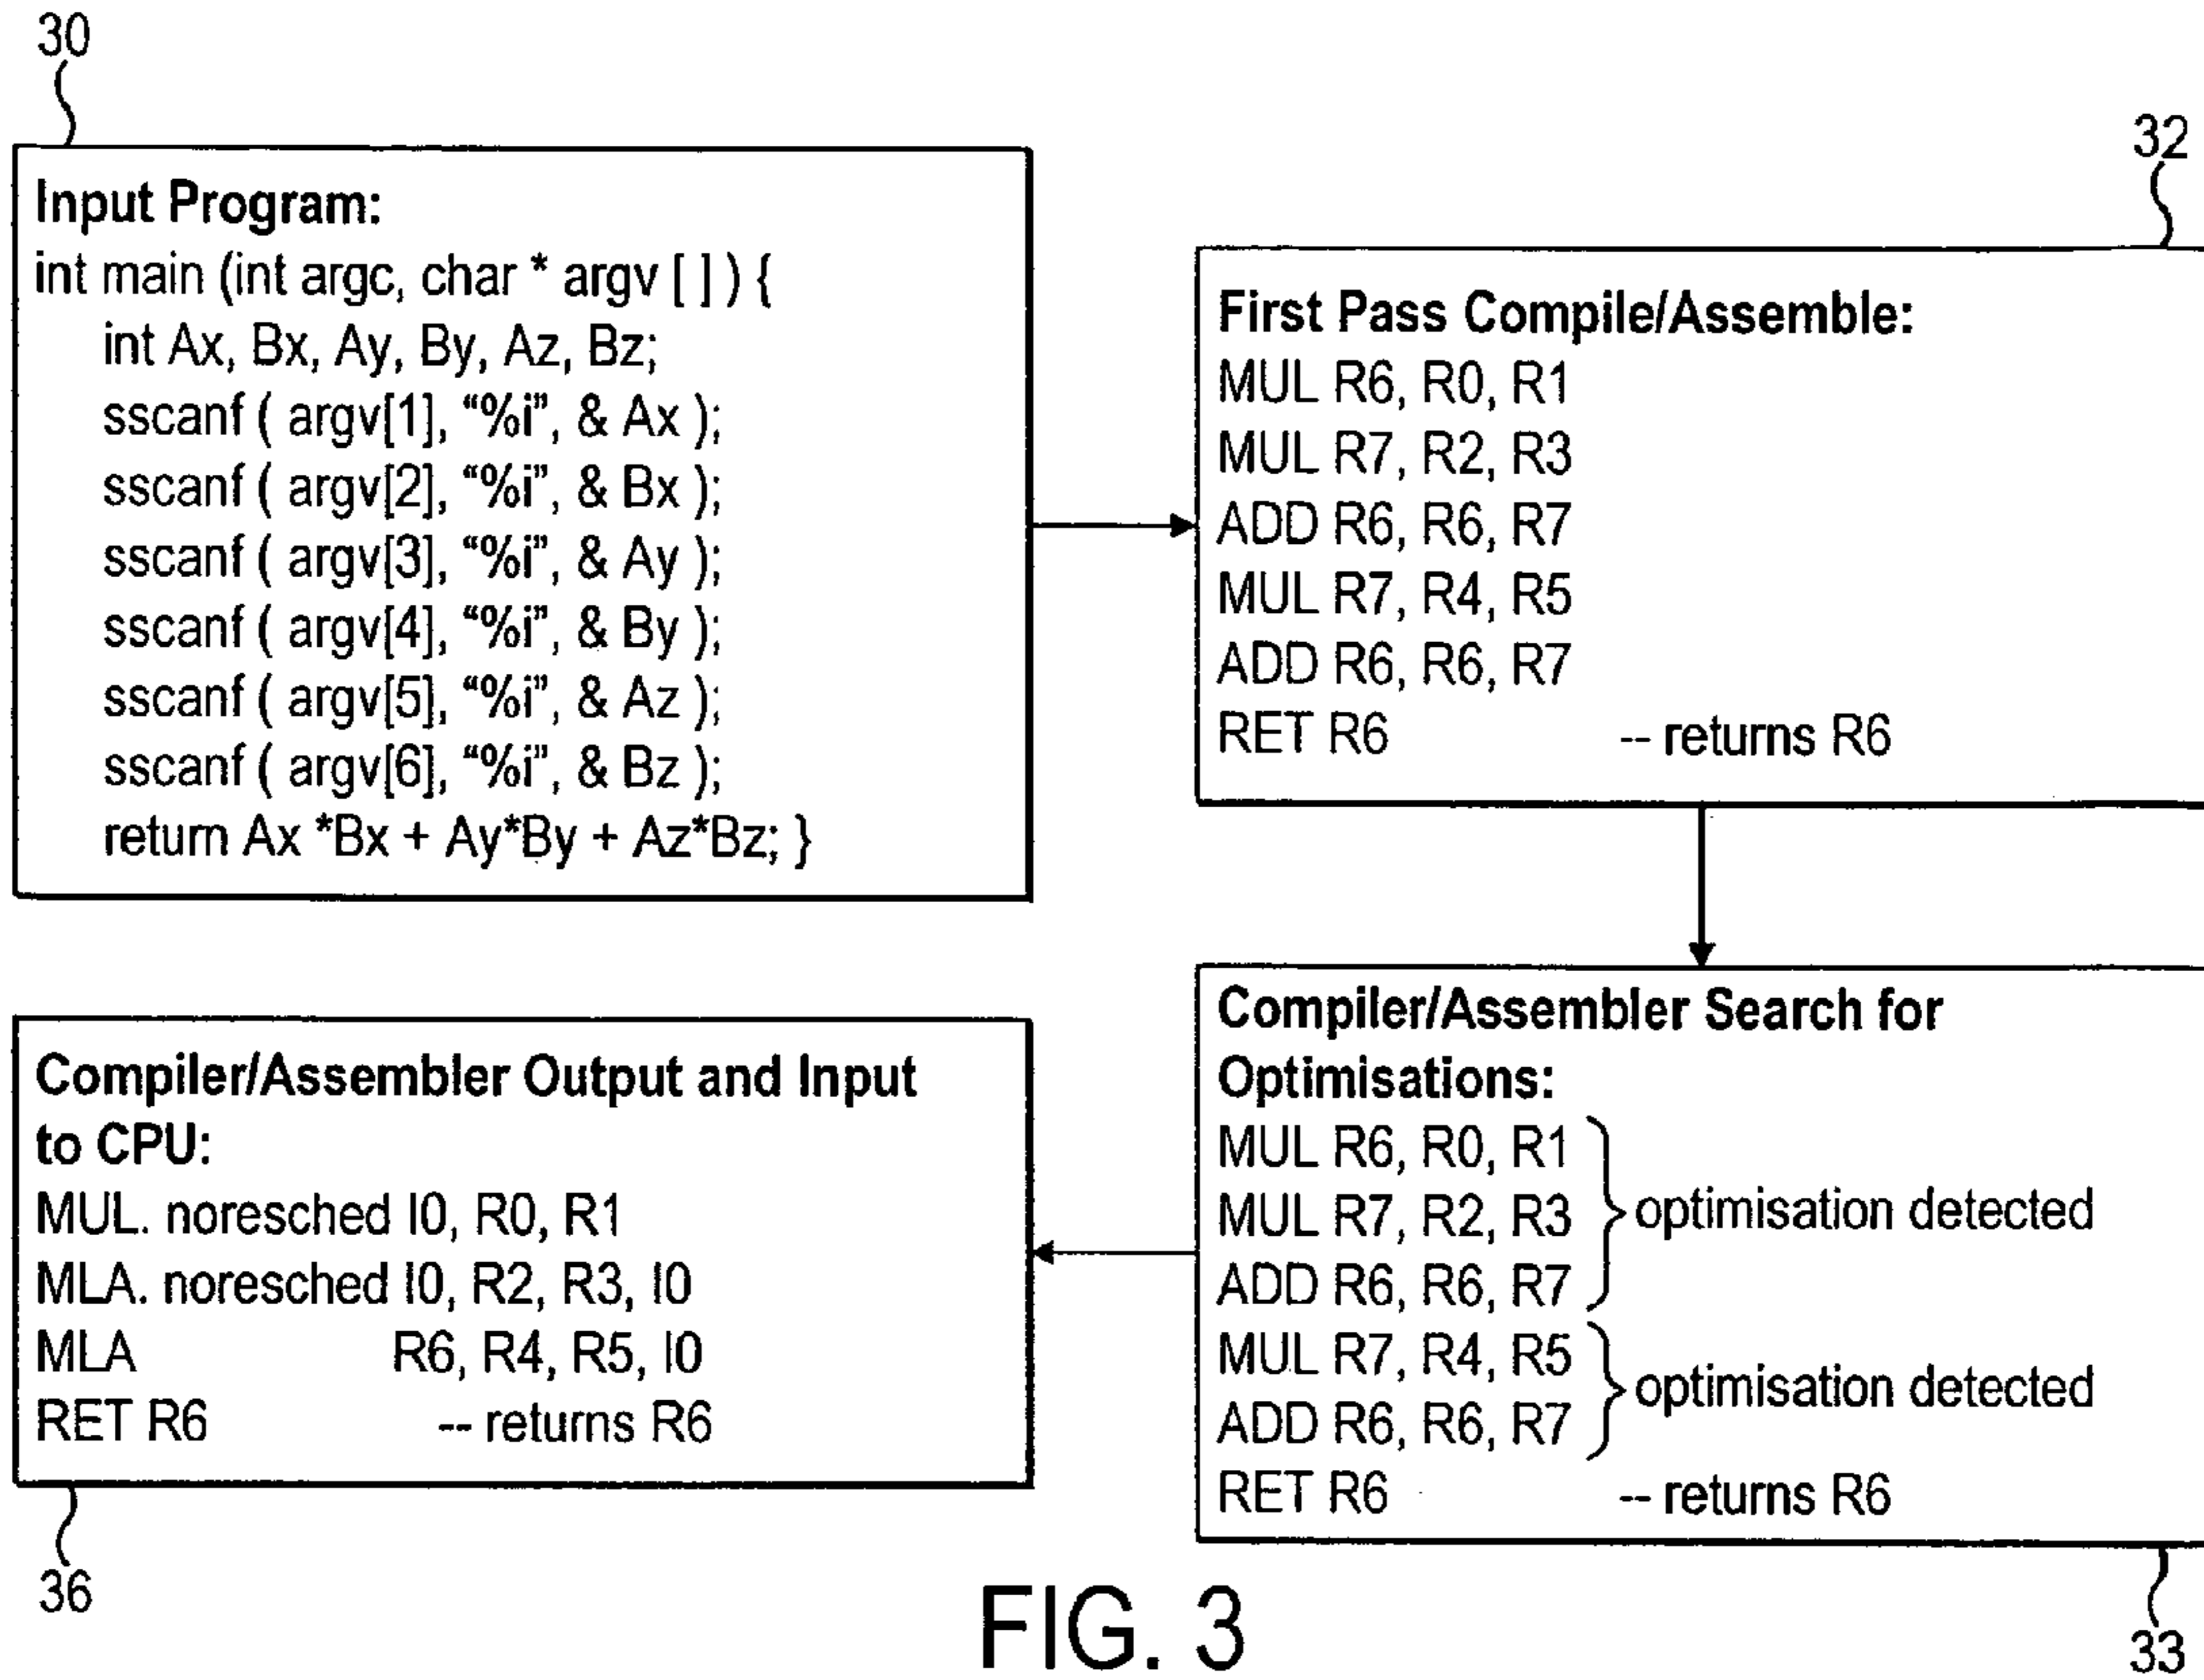 30
Input Program:
int main (int argc, char * argv [ ] ) {
int Ax, Bx, Ay, By, Az, Bz;
sscanf ( argv[1], “%i”, & Ax );
sscanf ( argv[2], “%i”, & Bx );
sscanf ( argv[3], “%i”, & Ay );
sscanf ( argv[4], “%i”, & By );
sscanf ( argv[5], “%i”, & Az );
sscanf ( argv[6], “%i”, & Bz );
return Ax *Bx + Ay*By + Az*Bz; }
32
First Pass Compile/Assemble:
MUL R6, R0, R1
MUL R7, R2, R3
ADD R6, R6, R7
MUL R7, R4, R5
ADD R6, R6, R7
RET R6 -- returns R6
Compiler/Assembler Search for
Optimisations:
MUL R6, R0, R1
MUL R7, R2, R3 optimisation detected
ADD R6, R6, R7
MUL R7, R4, R5
optimisation detected
ADD R6, R6, R7
RET R6 -- returns R6
33
Compiler/Assembler Output and Input
to CPU:
MUL. noresched I0, R0, R1
MLA. noresched I0, R2, R3, I0
MLA R6, R4, R5, I0
RET R6 -- returns R6
36
FIG. 3